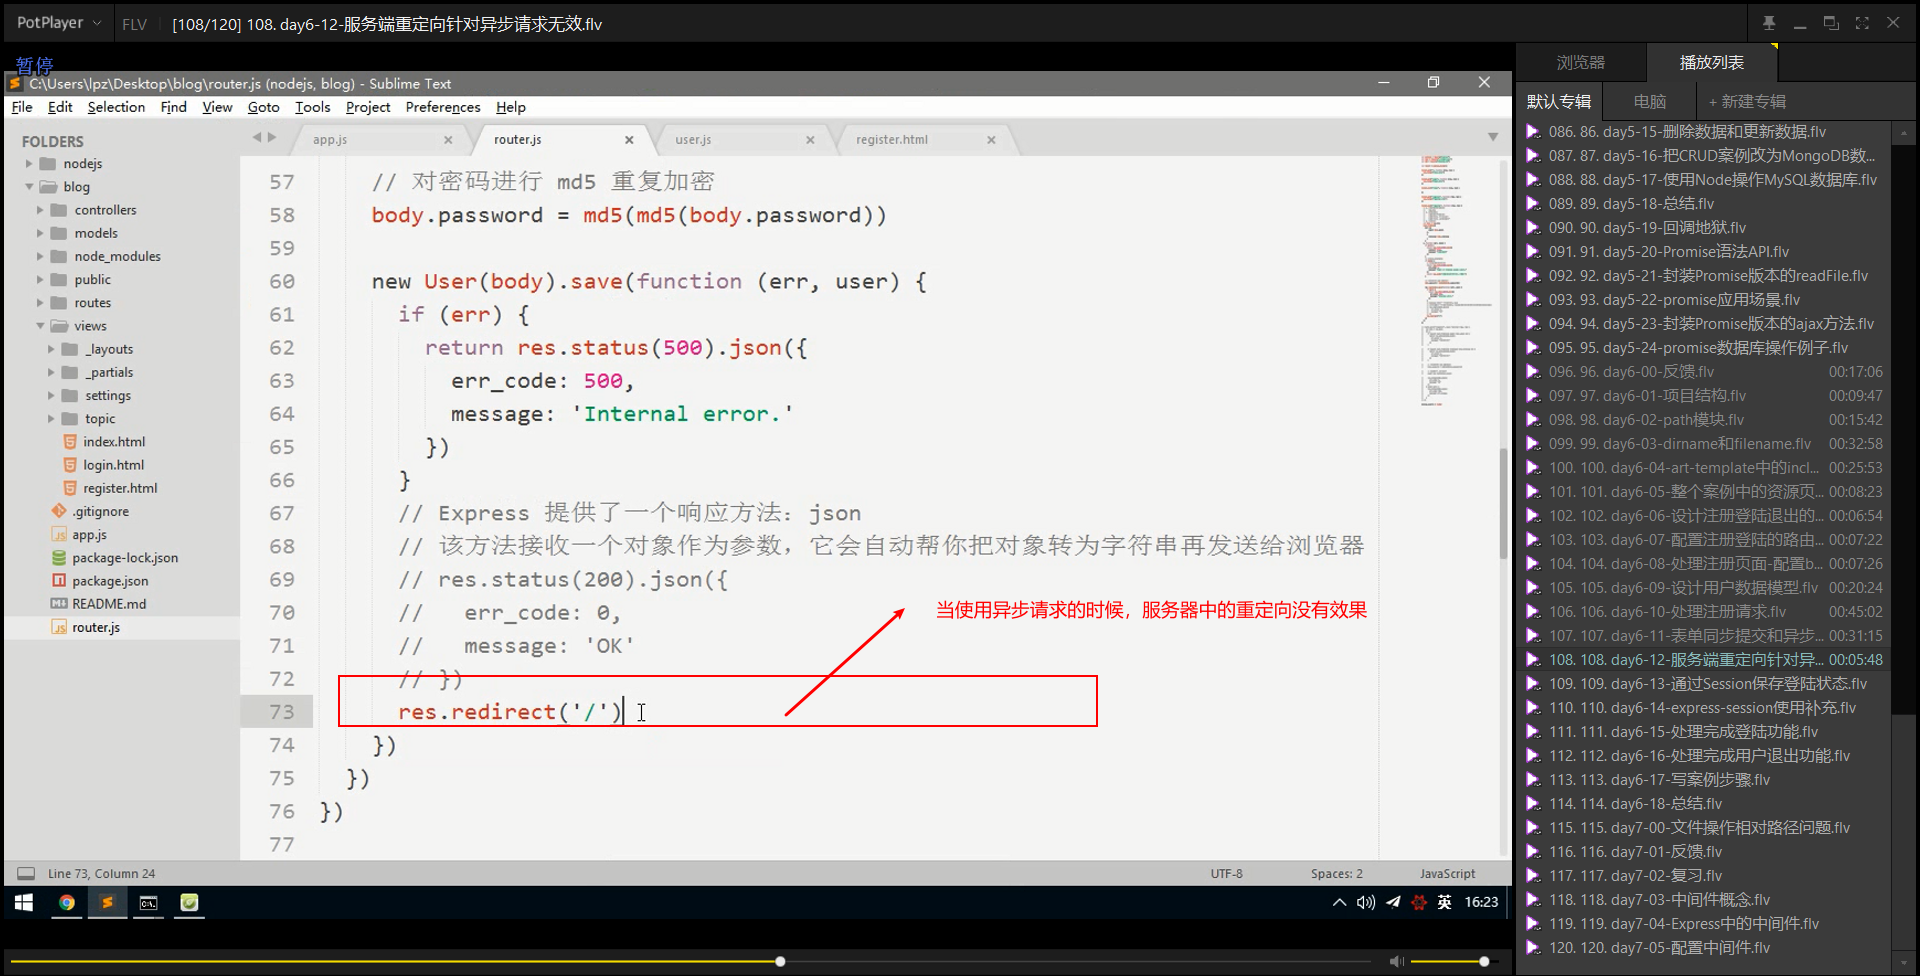 PotPlayer
FLV
[108/120] 108. day6-12-服务端重定向针对异步请求无效.flv
暂停
C:\Users\lpz\Desktop\blog\router.js (nodejs, blog) - Sublime Text
File Edit Selection Find View Goto Tools Project Preferences Help
FOLDERS
nodejs
blog
controllers
models
node_modules
public
routes
views
_layouts
_partials
settings
topic
index.html
login.html
register.html
.gitignore
app.js
package-lock.json
package.json
README.md
router.js
app.js
router.js
user.js
register.html
57 // 对密码进行 md5 重复加密
58 body.password = md5(md5(body.password))
59
60 new User(body).save(function (err, user) {
61 if (err) {
62 return res.status(500).json({
63 err_code: 500,
64 message: 'Internal error.'
65 })
66 }
67 // Express 提供了一个响应方法: json
68 // 该方法接收一个对象作为参数，它会自动帮你把对象转为字符串再发送给浏览器
69 // res.status(200).json({
70 // err_code: 0,
71 // message: 'OK'
72 // })
73 res.redirect('/')
74 })
75 })
76 })
77
当使用异步请求的时候，服务器中的重定向没有效果
Line 73, Column 24
UTF-8
Spaces: 2
JavaScript
英
16:23
浏览器
播放列表
默认专辑
电脑
+ 新建专辑
086. 86. day5-15-删除数据和更新数据.flv
087. 87. day5-16-把CRUD案例改为MongoDB数...
088. 88. day5-17-使用Node操作MySQL数据库.flv
089. 89. day5-18-总结.flv
090. 90. day5-19-回调地狱.flv
091. 91. day5-20-Promise语法API.flv
092. 92. day5-21-封装Promise版本的readFile.flv
093. 93. day5-22-promise应用场景.flv
094. 94. day5-23-封装Promise版本的ajax方法.flv
095. 95. day5-24-promise数据库操作例子.flv
096. 96. day6-00-反馈.flv 00:17:06
097. 97. day6-01-项目结构.flv 00:09:47
098. 98. day6-02-path模块.flv 00:15:42
099. 99. day6-03-dirname和filename.flv 00:32:58
100. 100. day6-04-art-template中的incl... 00:25:53
101. 101. day6-05-整个案例中的资源页... 00:08:23
102. 102. day6-06-设计注册登陆退出的... 00:06:54
103. 103. day6-07-配置注册登陆的路由... 00:07:22
104. 104. day6-08-处理注册页面-配置b... 00:07:26
105. 105. day6-09-设计用户数据模型.flv 00:20:24
106. 106. day6-10-处理注册请求.flv 00:45:02
107. 107. day6-11-表单同步提交和异步... 00:31:15
108. 108. day6-12-服务端重定向针对异... 00:05:48
109. 109. day6-13-通过Session保存登陆状态.flv
110. 110. day6-14-express-session使用补充.flv
111. 111. day6-15-处理完成登陆功能.flv
112. 112. day6-16-处理完成用户退出功能.flv
113. 113. day6-17-写案例步骤.flv
114. 114. day6-18-总结.flv
115. 115. day7-00-文件操作相对路径问题.flv
116. 116. day7-01-反馈.flv
117. 117. day7-02-复习.flv
118. 118. day7-03-中间件概念.flv
119. 119. day7-04-Express中的中间件.flv
120. 120. day7-05-配置中间件.flv